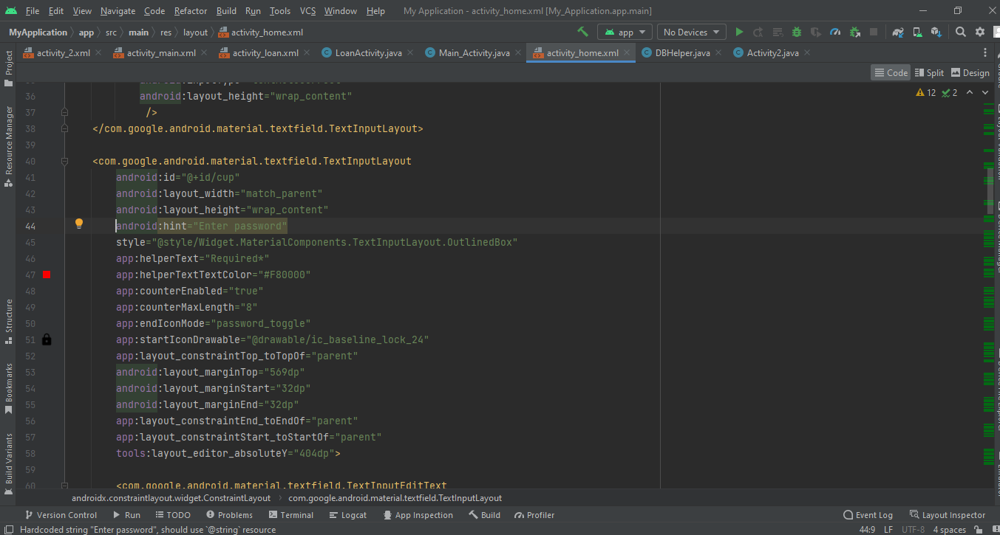 File Edit View Navigate Code Refactor Build Run Tools VCS Window Help My Application - activity_home.xml [My_Application.app.main]
MyApplication app src main res layout activity_home.xml app No Devices
activity_2.xml activity_main.xml activity_loan.xml LoanActivity.java Main_Activity.java activity_home.xml DBHelper.java Activity2.java
Code Split Design
12 2
36 android:layout_height="wrap_content"
37 />
38 </com.google.android.material.textfield.TextInputLayout>
39
40 <com.google.android.material.textfield.TextInputLayout
41 android:id="@+id/cup"
42 android:layout_width="match_parent"
43 android:layout_height="wrap_content"
44 android:hint="Enter password"
45 style="@style/Widget.MaterialComponents.TextInputLayout.OutlinedBox"
46 app:helperText="Required*"
47 app:helperTextTextColor="#F80000"
48 app:counterEnabled="true"
49 app:counterMaxLength="8"
50 app:endIconMode="password_toggle"
51 app:startIconDrawable="@drawable/ic_baseline_lock_24"
52 app:layout_constraintTop_toTopOf="parent"
53 android:layout_marginTop="569dp"
54 android:layout_marginStart="32dp"
55 android:layout_marginEnd="32dp"
56 app:layout_constraintEnd_toEndOf="parent"
57 app:layout_constraintStart_toStartOf="parent"
58 tools:layout_editor_absoluteY="404dp">
59
60 <com.google.android.material.textfield.TextInputEditText
Project
Resource Manager
Structure
Bookmarks
Build Variants
androidx.constraintlayout.widget.ConstraintLayout com.google.android.material.textfield.TextInputLayout
Version Control Run TODO Problems Terminal Logcat App Inspection Build Profiler Event Log Layout Inspector
Hardcoded string "Enter password", should use `@string` resource 44:9 LF UTF-8 4 spaces